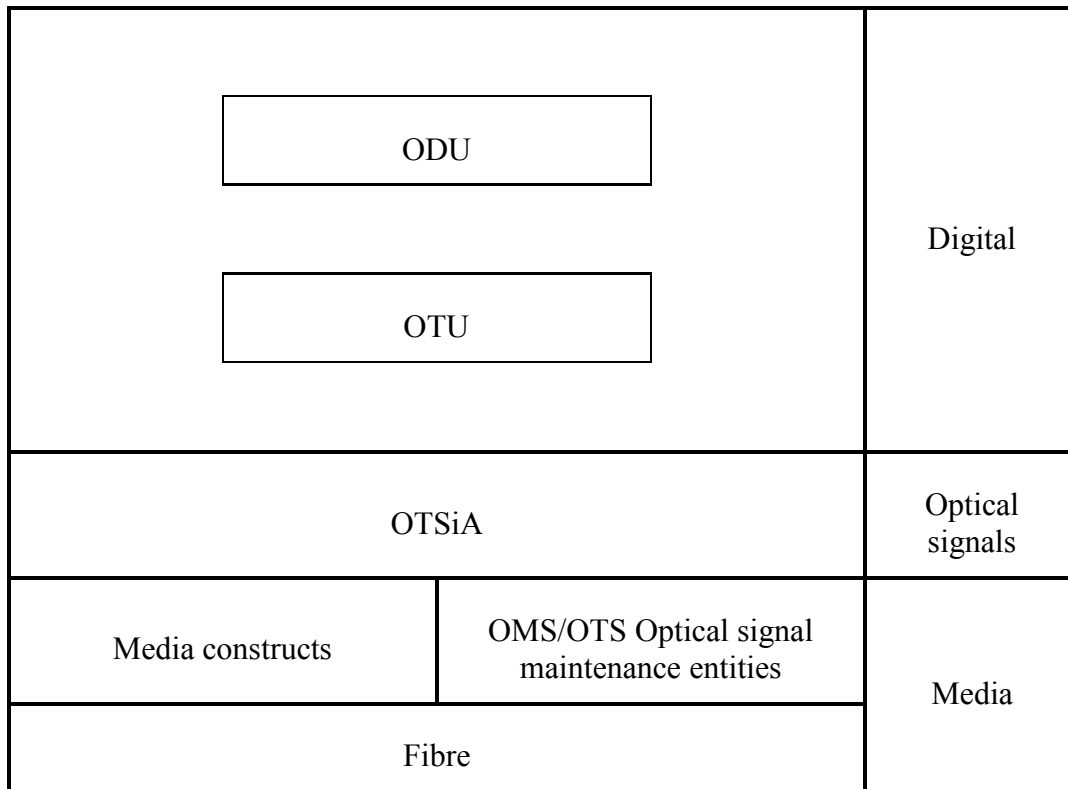 ODU
Digital
OTU
OTSiA
Optical
signals
Media constructs
OMS/OTS Optical signal
maintenance entities
Media
Fibre